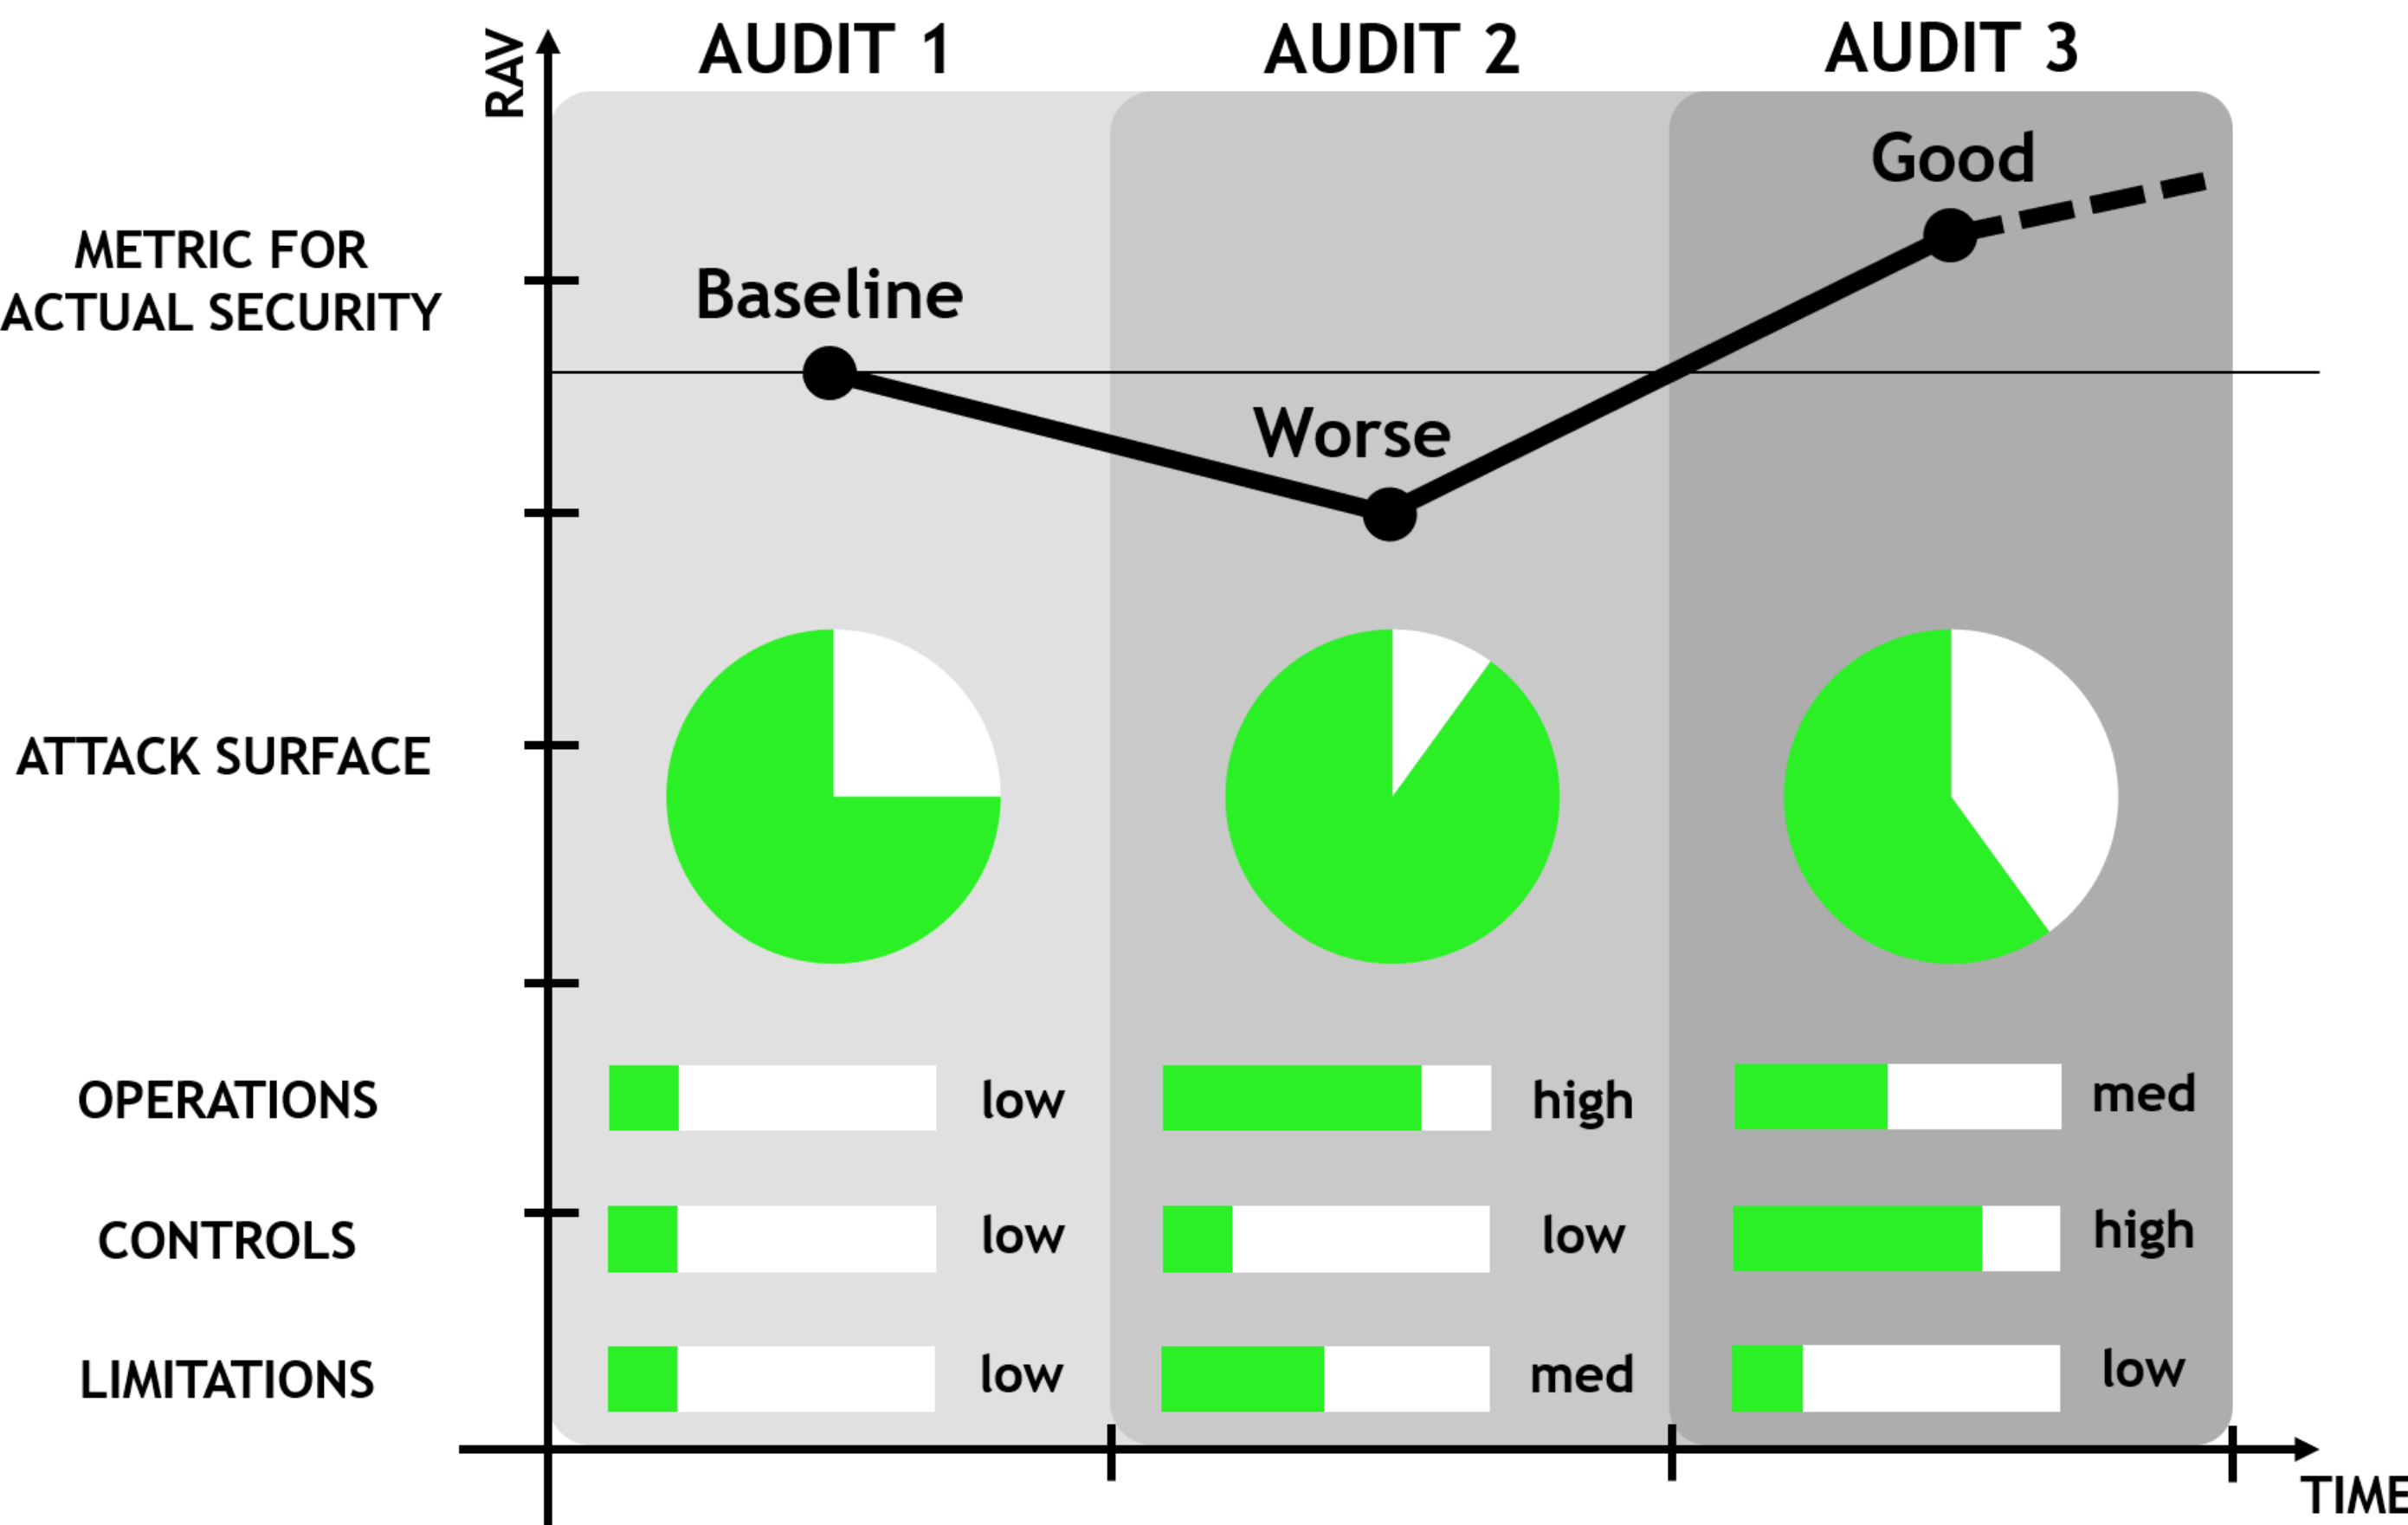 RAV
AUDIT 1
AUDIT 2
AUDIT 3
Good
METRIC FOR
ACTUAL SECURITY
Baseline
Worse
ATTACK SURFACE
OPERATIONS
low
high
med
CONTROLS
low
low
high
LIMITATIONS
low
med
low
TIME